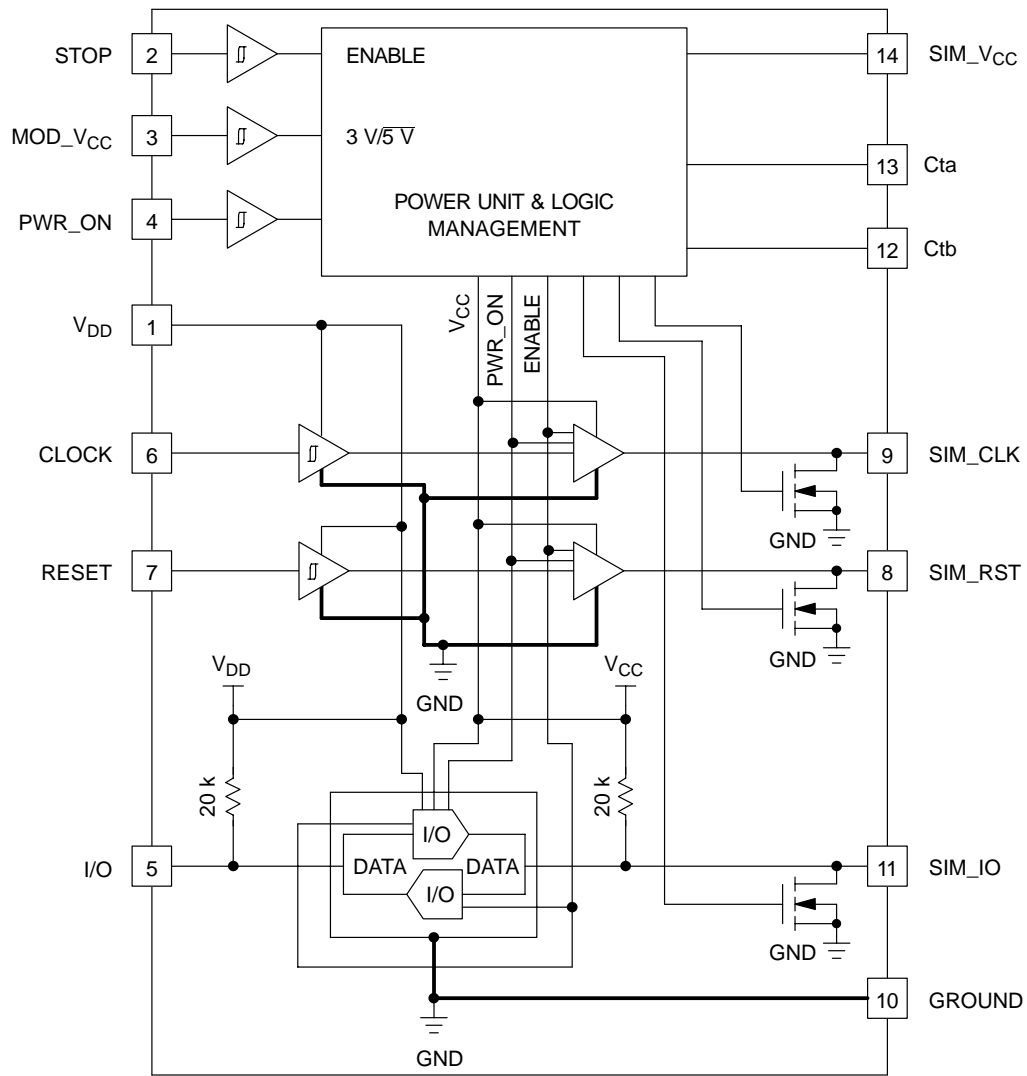 STOP 2 ENABLE 14 SIM_VCC
MOD_VCC 3 3 V/5 V 13 Cta
PWR_ON 4 POWER UNIT & LOGIC
MANAGEMENT
12 Ctb
VDD 1 VCC PWR_ON ENABLE
CLOCK 6 9 SIM_CLK
GND
RESET 7 8 SIM_RST
GND
VDD GND VCC
20 k 20 k
I/O
I/O 5 DATA DATA 11 SIM_IO
I/O
GND
10 GROUND
GND